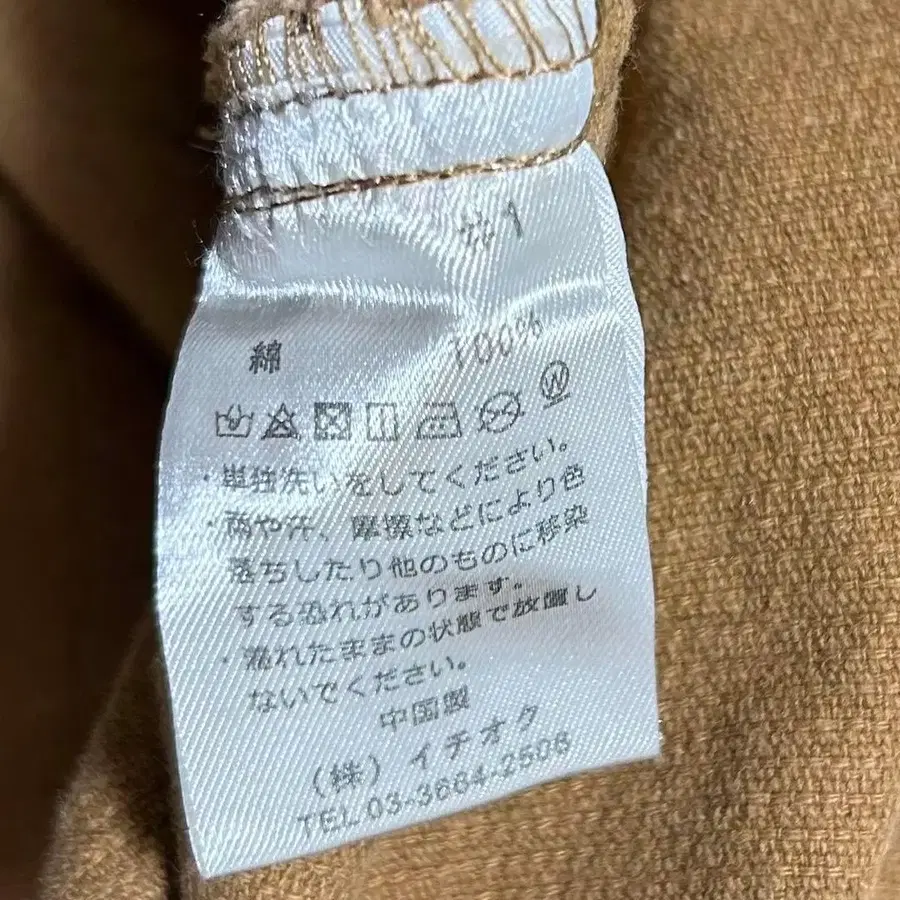 #1
綿 100%
W
・単独洗いをしてください。
・雨や汗、摩擦などにより色
落ちしたり他のものに移染
する恐れがあります。
・濡れたままの状態で放置し
ないでください。
中国製
（株）イチオク
TEL 03-3664-2506